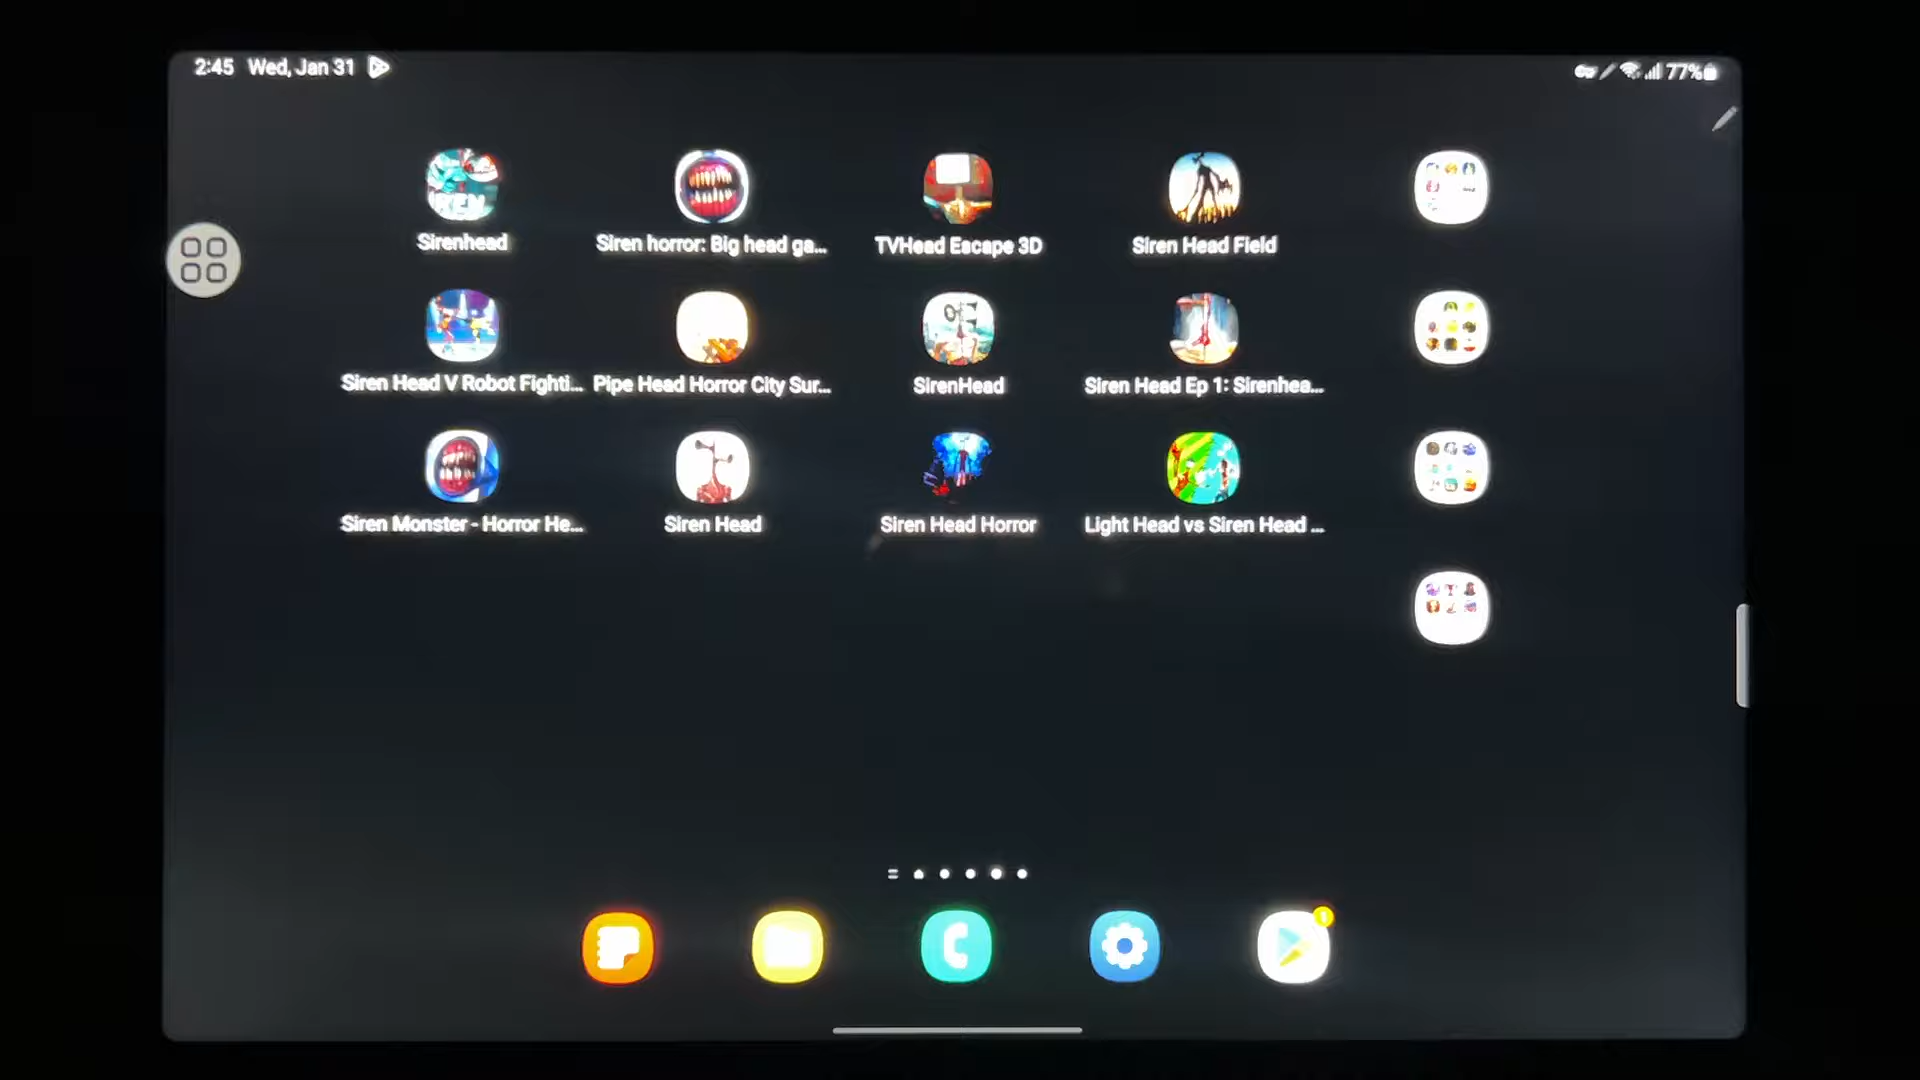 2:45 Wed, Jan 31
77%
Sirenhead
Siren horror: Big head ga...
TVHead Escape 3D
Siren Head Field
Siren Head V Robot Fighti...
Pipe Head Horror City Sur...
SirenHead
Siren Head Ep 1: Sirenhea...
Siren Monster - Horror He...
Siren Head
Siren Head Horror
Light Head vs Siren Head ...
1